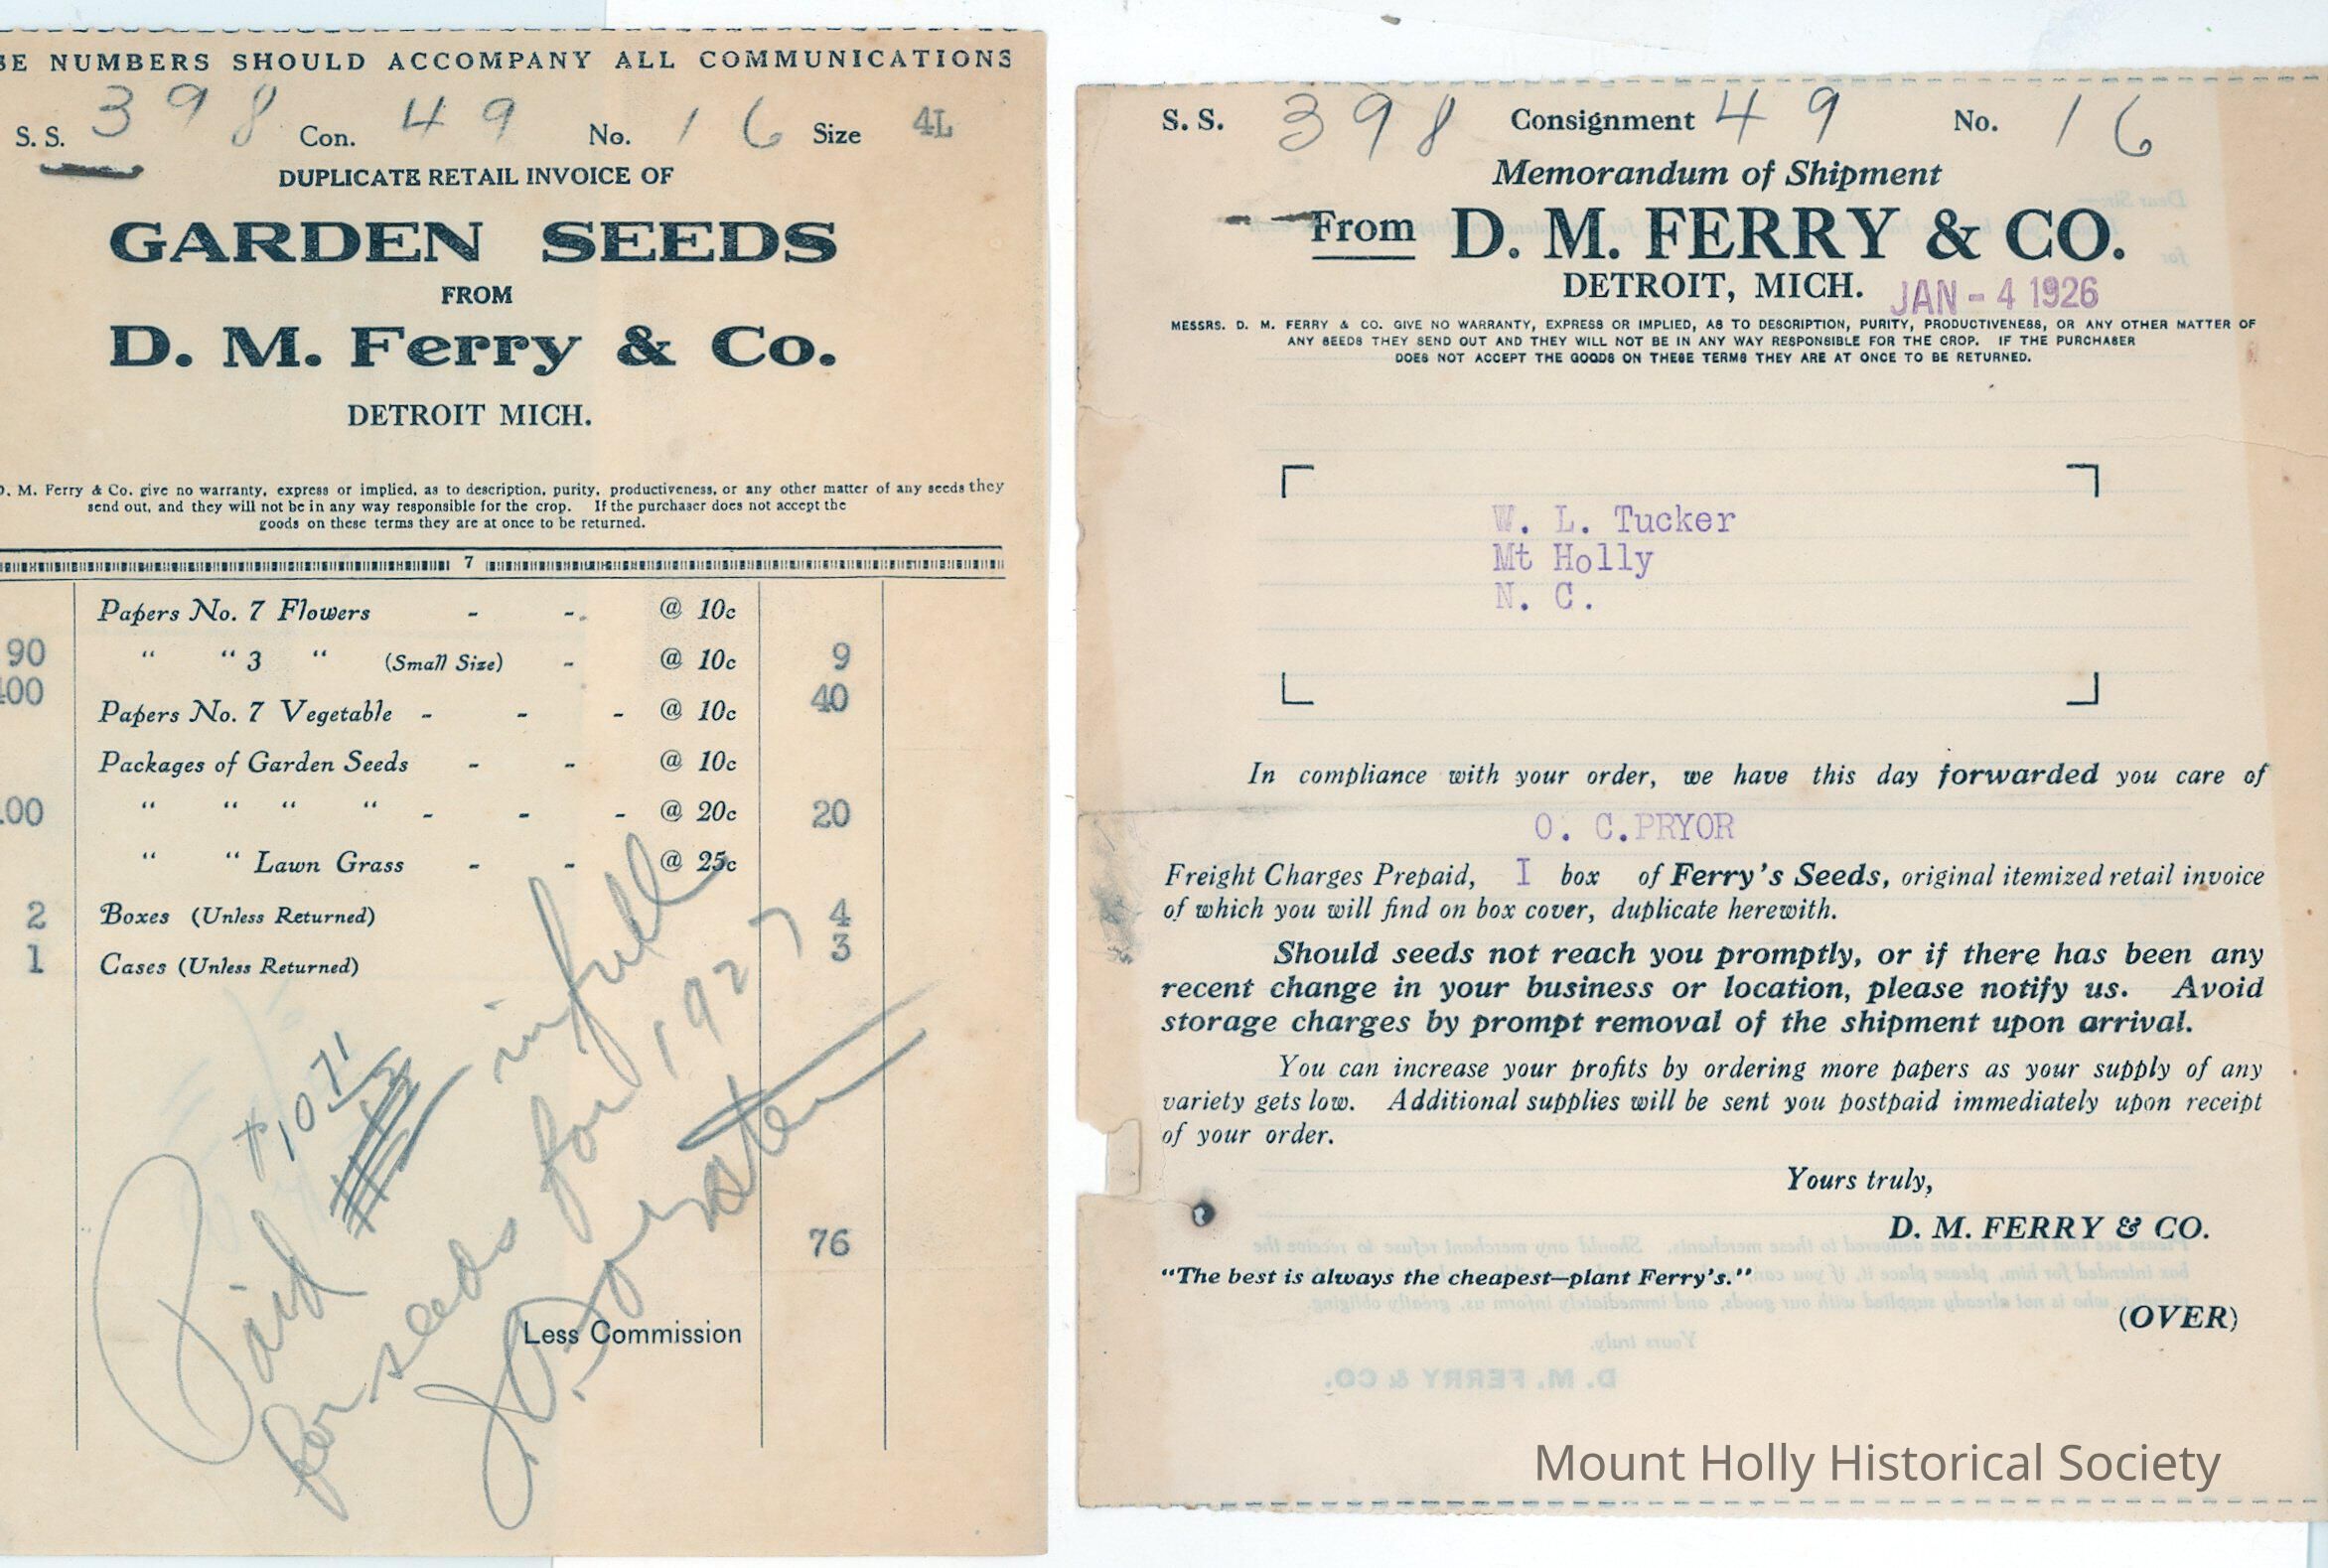 SE NUMBERS SHOULD ACCOMPANY ALL COMMUNICATIONS
S. S. 398 Con. 49 No. 16 Size 4L
DUPLICATE RETAIL INVOICE OF
GARDEN SEEDS
FROM
D. M. Ferry & Co.
DETROIT MICH.
D. M. Ferry & Co. give no warranty, express or implied, as to description, purity, productiveness, or any other matter of any seeds they
send out, and they will not be in any way responsible for the crop. If the purchaser does not accept the
goods on these terms they are at once to be returned.
7
Papers No. 7 Flowers - - @ 10c
90 " " 3 " (Small Size) - @ 10c 9
400 Papers No. 7 Vegetable - - - @ 10c 40
Packages of Garden Seeds - - @ 10c
.00 " " " " - - - @ 20c 20
" " Lawn Grass - - @ 25c
2 Boxes (Unless Returned) 4
1 Cases (Unless Returned) 3
$10 71
Paid in full
for seeds for 1927
76
Less Commission
S. S. 398 Consignment 49 No. 16
Memorandum of Shipment
From D. M. FERRY & CO.
DETROIT, MICH. JAN - 4 1926
MESSRS. D. M. FERRY & CO. GIVE NO WARRANTY, EXPRESS OR IMPLIED, AS TO DESCRIPTION, PURITY, PRODUCTIVENESS, OR ANY OTHER MATTER OF
ANY SEEDS THEY SEND OUT AND THEY WILL NOT BE IN ANY WAY RESPONSIBLE FOR THE CROP. IF THE PURCHASER
DOES NOT ACCEPT THE GOODS ON THESE TERMS THEY ARE AT ONCE TO BE RETURNED.
W. L. Tucker
Mt Holly
N. C.
In compliance with your order, we have this day forwarded you care of
O. C.PRYOR
Freight Charges Prepaid, I box of Ferry's Seeds, original itemized retail invoice
of which you will find on box cover, duplicate herewith.
Should seeds not reach you promptly, or if there has been any
recent change in your business or location, please notify us. Avoid
storage charges by prompt removal of the shipment upon arrival.
You can increase your profits by ordering more papers as your supply of any
variety gets low. Additional supplies will be sent you postpaid immediately upon receipt
of your order.
Yours truly,
D. M. FERRY & CO.
"The best is always the cheapest—plant Ferry's."
(OVER)
Yours truly,
D. M. FERRY & CO.
Mount Holly Historical Society